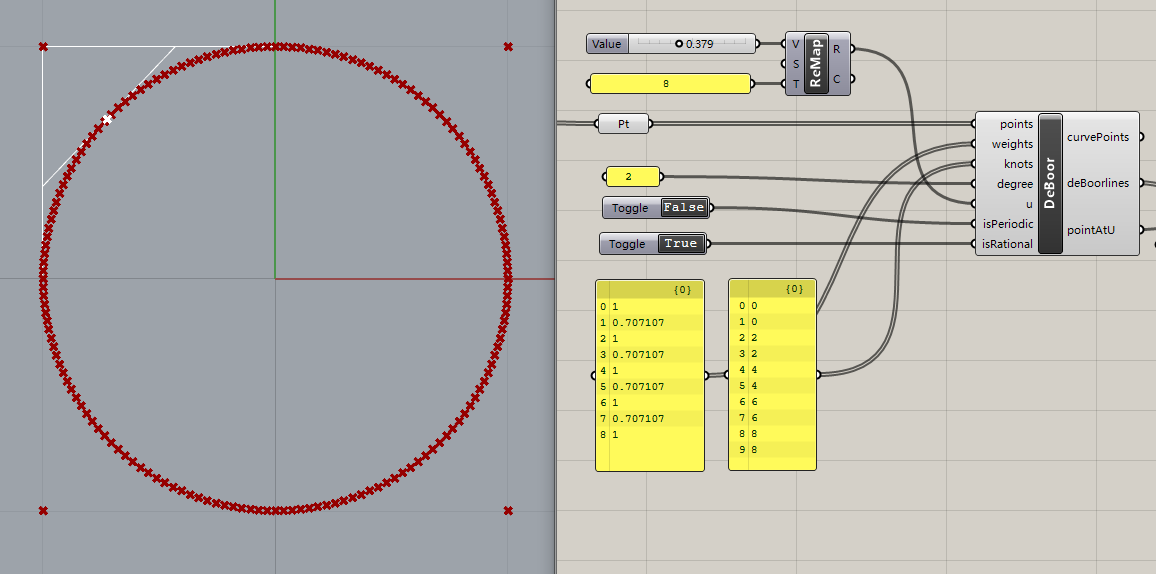 Value 0.379
V
S
T
ReMap
R
C
8
Pt
2
Toggle False
Toggle True
points
weights
knots
degree
u
isPeriodic
isRational
DeBoor
curvePoints
deBoorlines
pointAtU
{0}
0 1
1 0.707107
2 1
3 0.707107
4 1
5 0.707107
6 1
7 0.707107
8 1
{0}
0 0
1 0
2 2
3 2
4 4
5 4
6 6
7 6
8 8
9 8